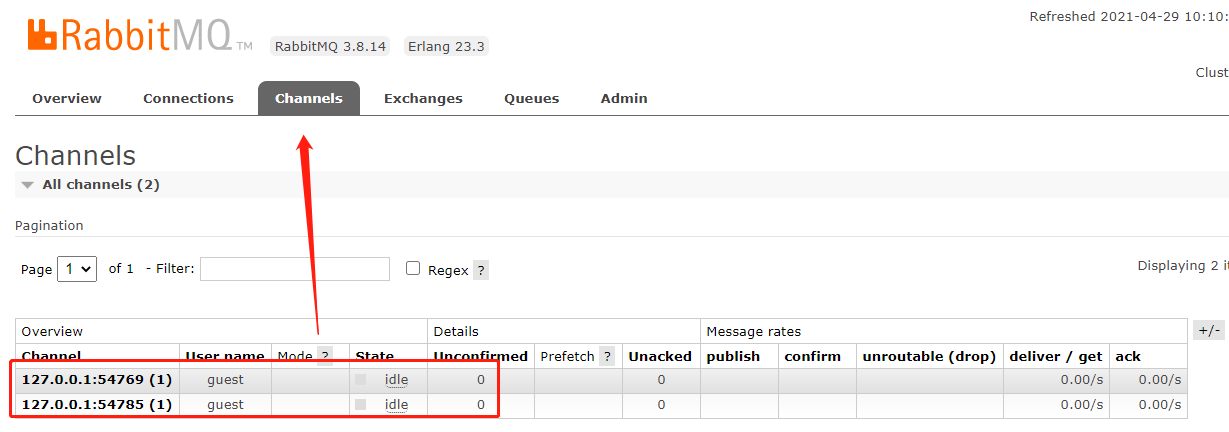 Refreshed 2021-04-29 10:10:
RabbitMQ TM RabbitMQ 3.8.14 Erlang 23.3
Clust
Overview Connections Channels Exchanges Queues Admin
Channels
All channels (2)
Pagination
Page 1 of 1 - Filter: Regex ?
Displaying 2 it
Overview Details Message rates +/-
Channel User name Mode ? State Unconfirmed Prefetch ? Unacked publish confirm unroutable (drop) deliver / get ack
127.0.0.1:54769 (1) guest idle 0 0 0.00/s 0.00/s
127.0.0.1:54785 (1) guest idle 0 0 0.00/s 0.00/s